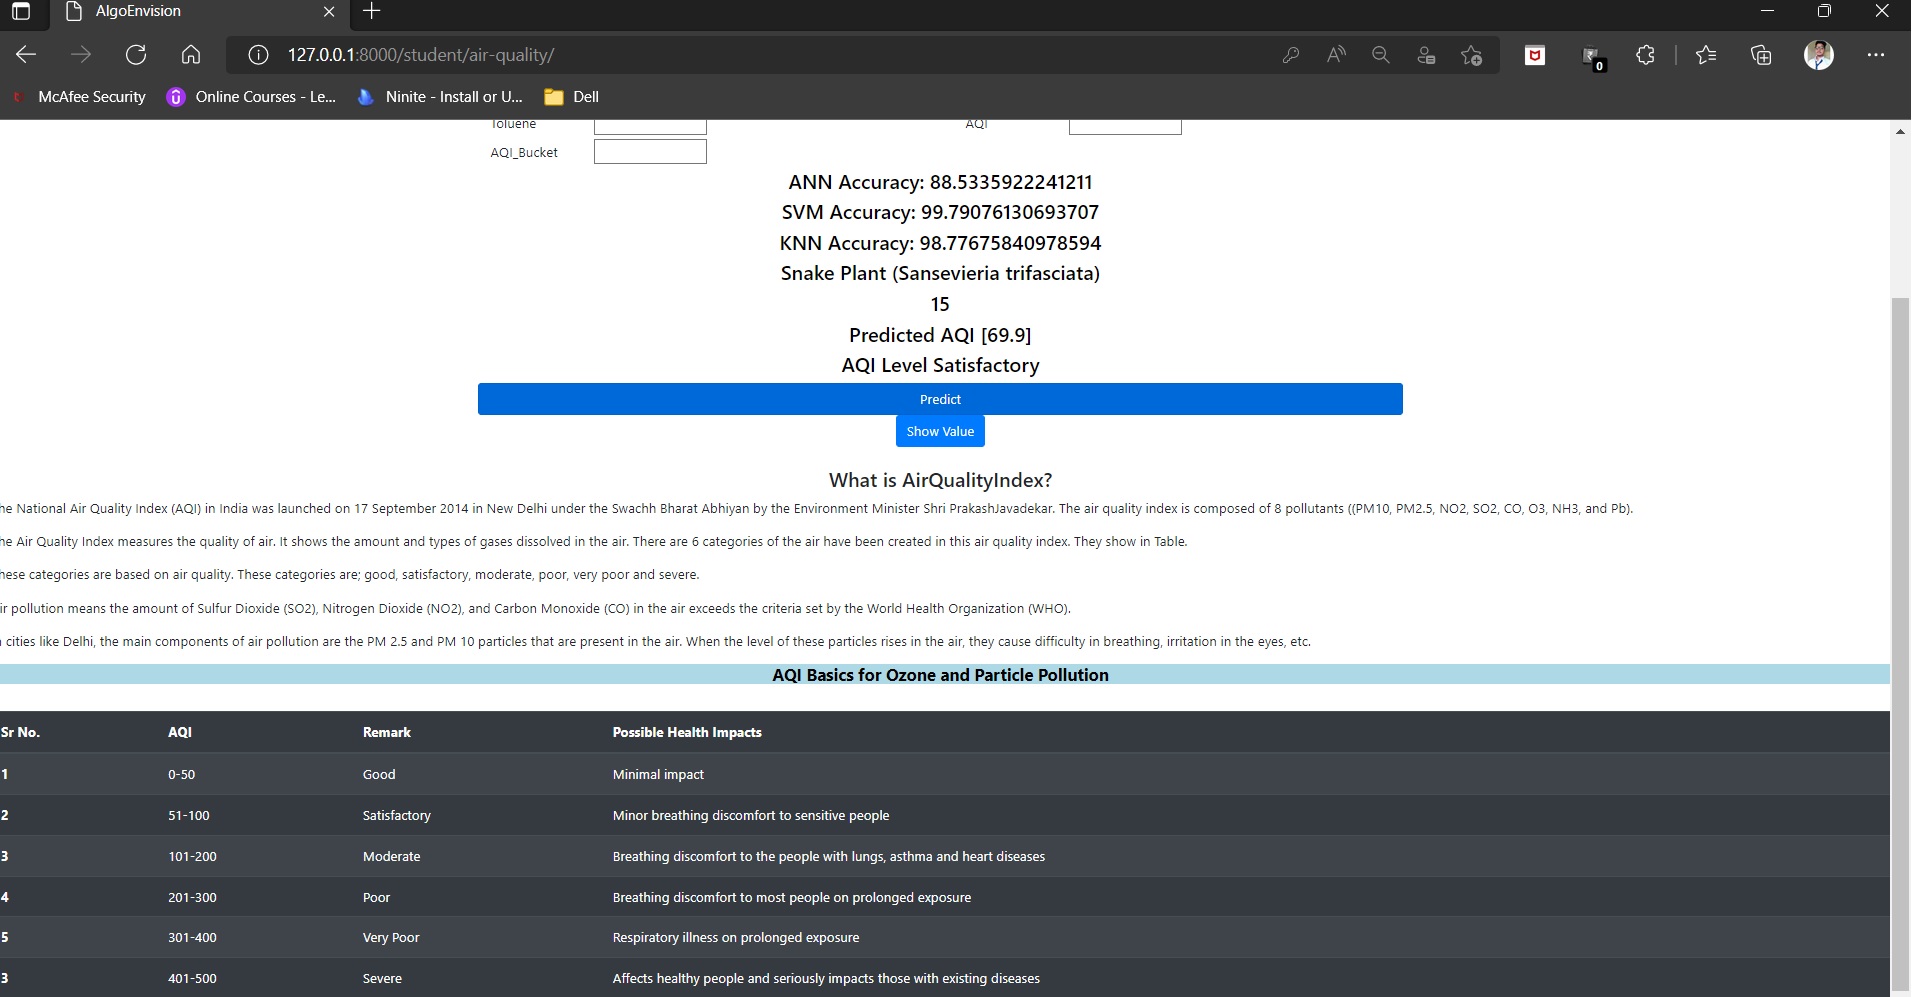 AlgoEnvision
127.0.0.1:8000/student/air-quality/
0
McAfee Security Online Courses - Le... Ninite - Install or U... Dell
Toluene AQI
AQI_Bucket
ANN Accuracy: 88.5335922241211
SVM Accuracy: 99.79076130693707
KNN Accuracy: 98.77675840978594
Snake Plant (Sansevieria trifasciata)
15
Predicted AQI [69.9]
AQI Level Satisfactory
Predict
Show Value
What is AirQualityIndex?
he National Air Quality Index (AQI) in India was launched on 17 September 2014 in New Delhi under the Swachh Bharat Abhiyan by the Environment Minister Shri PrakashJavadekar. The air quality index is composed of 8 pollutants ((PM10, PM2.5, NO2, SO2, CO, O3, NH3, and Pb).
he Air Quality Index measures the quality of air. It shows the amount and types of gases dissolved in the air. There are 6 categories of the air have been created in this air quality index. They show in Table.
hese categories are based on air quality. These categories are; good, satisfactory, moderate, poor, very poor and severe.
ir pollution means the amount of Sulfur Dioxide (SO2), Nitrogen Dioxide (NO2), and Carbon Monoxide (CO) in the air exceeds the criteria set by the World Health Organization (WHO).
cities like Delhi, the main components of air pollution are the PM 2.5 and PM 10 particles that are present in the air. When the level of these particles rises in the air, they cause difficulty in breathing, irritation in the eyes, etc.
AQI Basics for Ozone and Particle Pollution
Sr No. AQI Remark Possible Health Impacts
1 0-50 Good Minimal impact
2 51-100 Satisfactory Minor breathing discomfort to sensitive people
3 101-200 Moderate Breathing discomfort to the people with lungs, asthma and heart diseases
4 201-300 Poor Breathing discomfort to most people on prolonged exposure
5 301-400 Very Poor Respiratory illness on prolonged exposure
3 401-500 Severe Affects healthy people and seriously impacts those with existing diseases